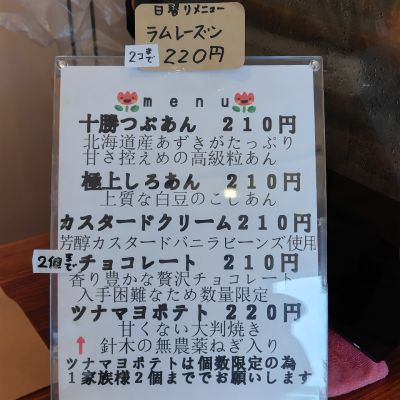 日替りメニュー
ラムレーズン
2コまで 220円
menu
十勝つぶあん 210円
北海道産あずきがたっぷり
甘さ控えめの高級粒あん
極上しろあん 210円
上質な白豆のこしあん
カスタードクリーム210円
芳醇カスタードバニラビーンズ使用
2個まで チョコレート 210円
香り豊かな贅沢チョコレート
入手困難なため数量限定
ツナマヨポテト 220円
甘くない大判焼き
↑ 針木の無農薬ねぎ入り
ツナマヨポテトは個数限定の為
1家族様2個まででお願いします